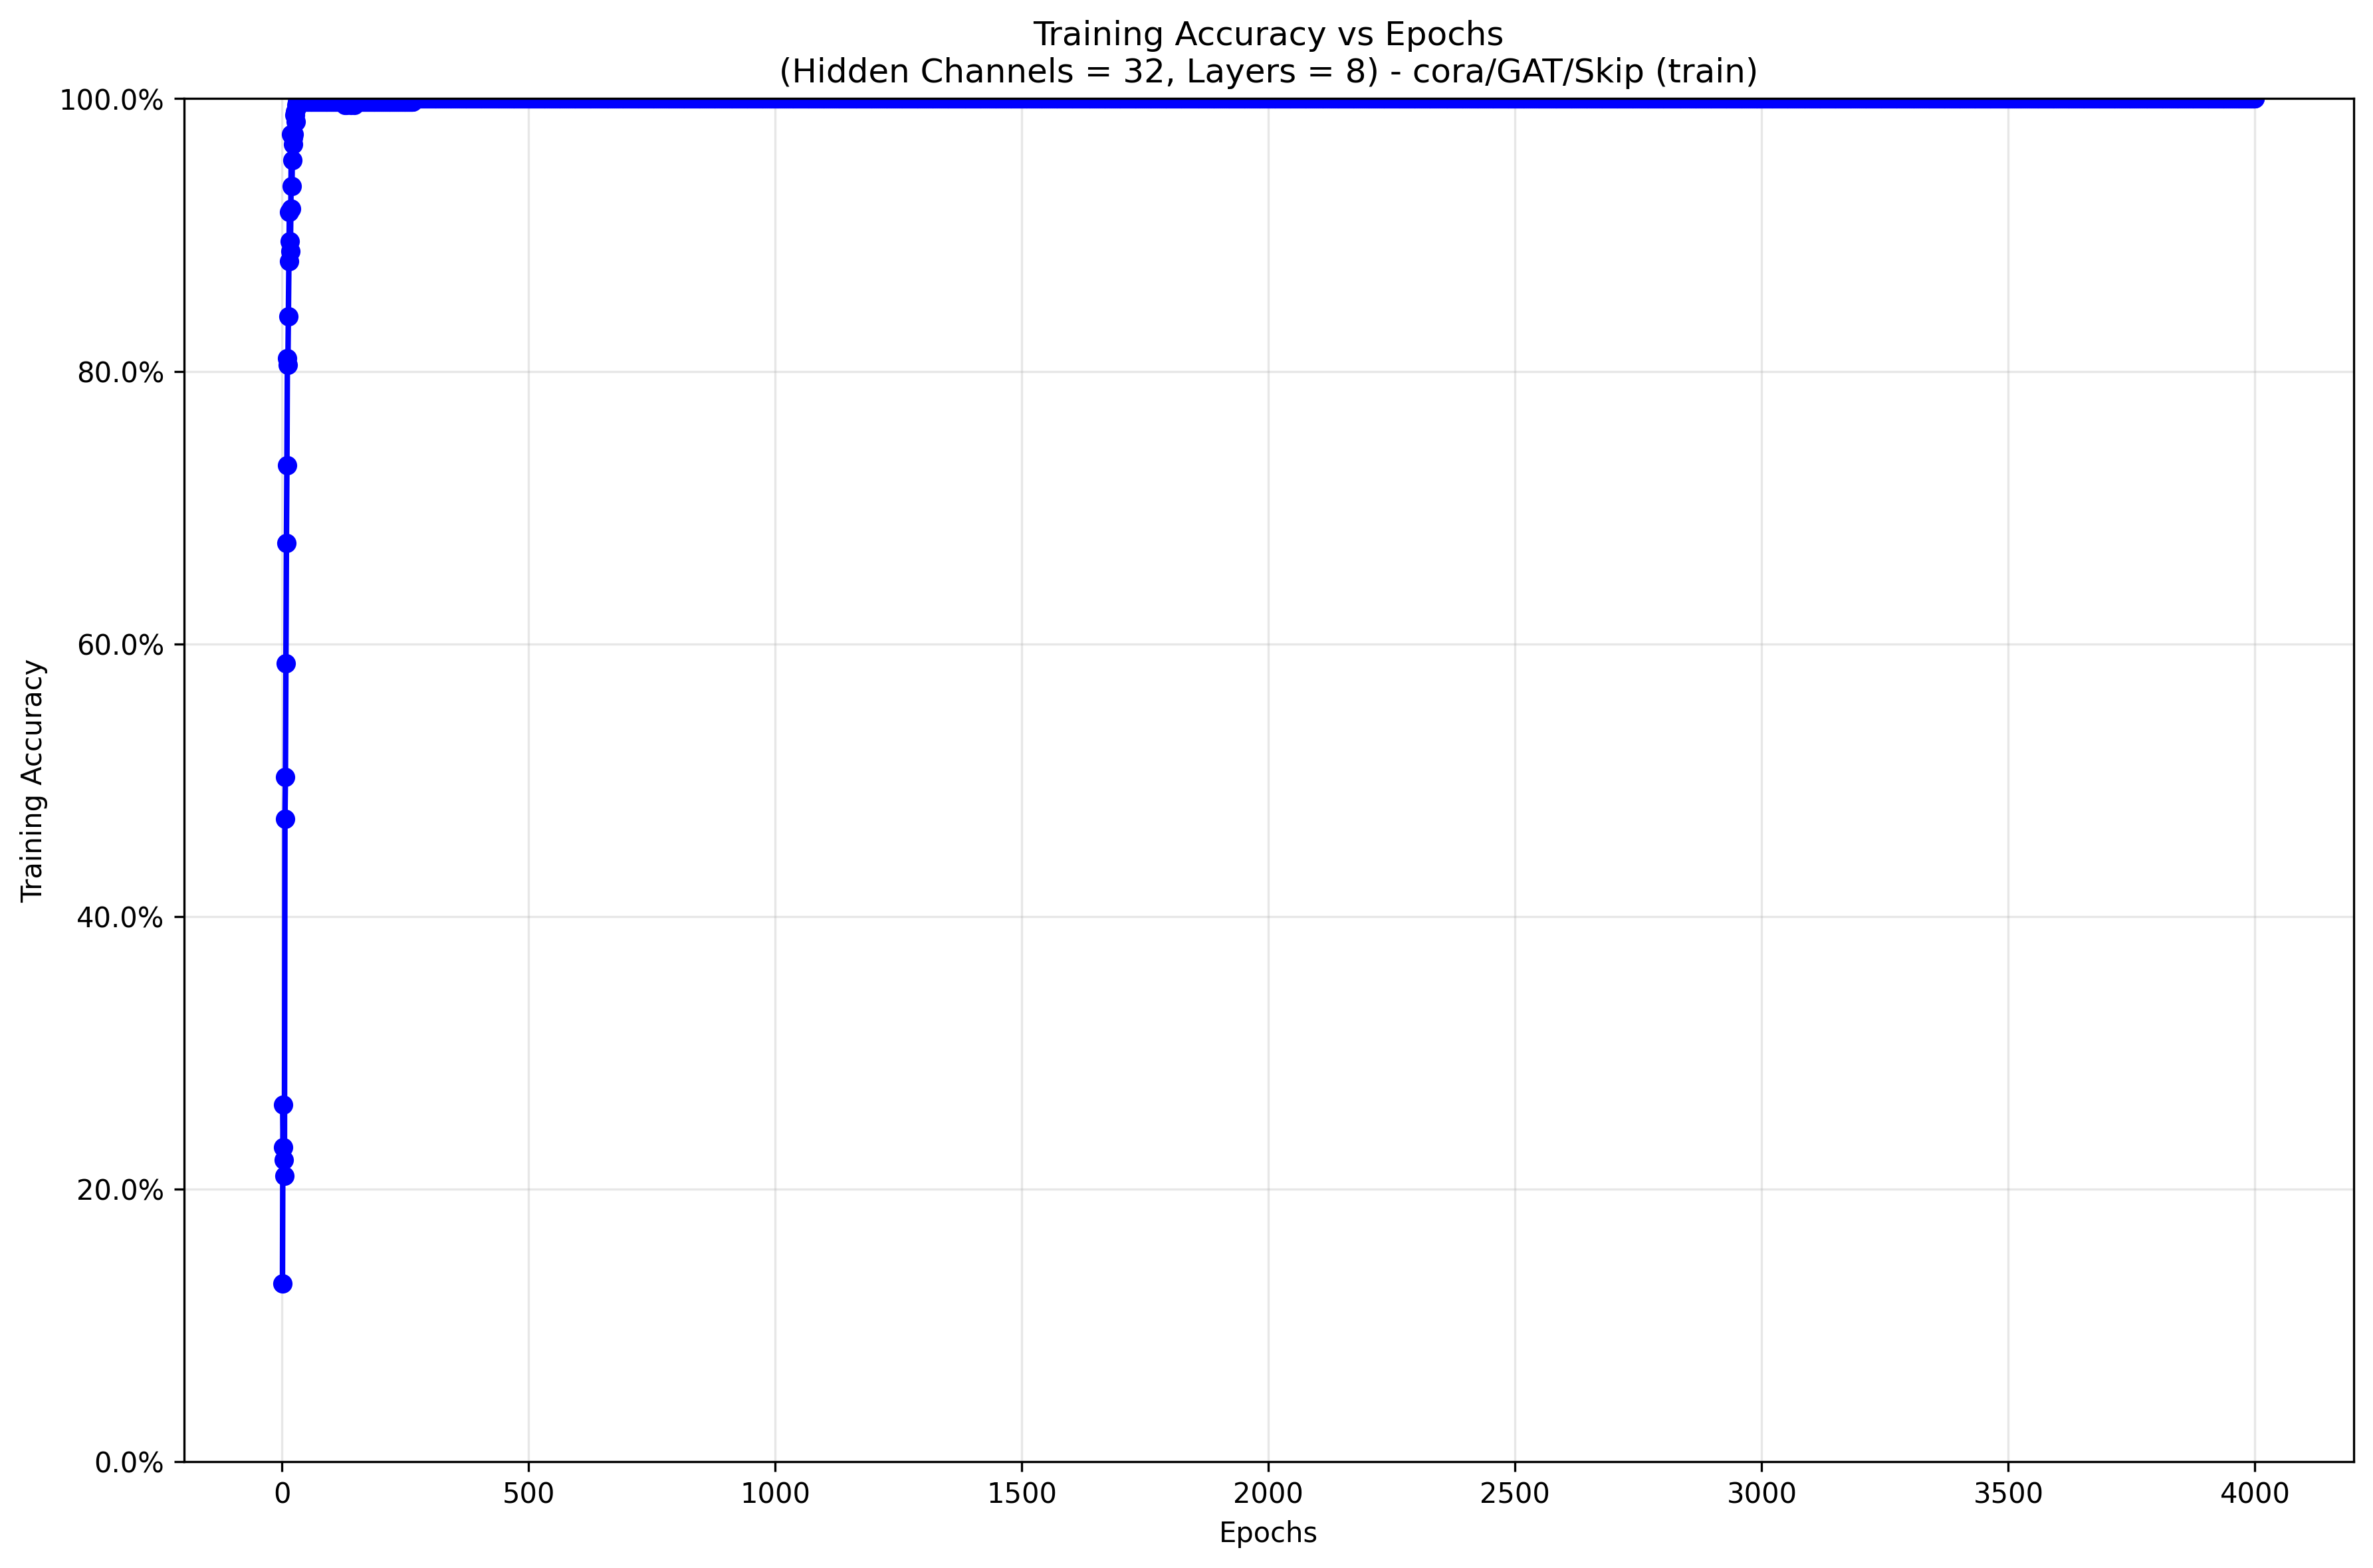 Training Accuracy vs Epochs
(Hidden Channels = 32, Layers = 8) - cora/GAT/Skip (train)
100.0%
80.0%
60.0%
40.0%
20.0%
0.0%
Training Accuracy
0 500 1000 1500 2000 2500 3000 3500 4000
Epochs